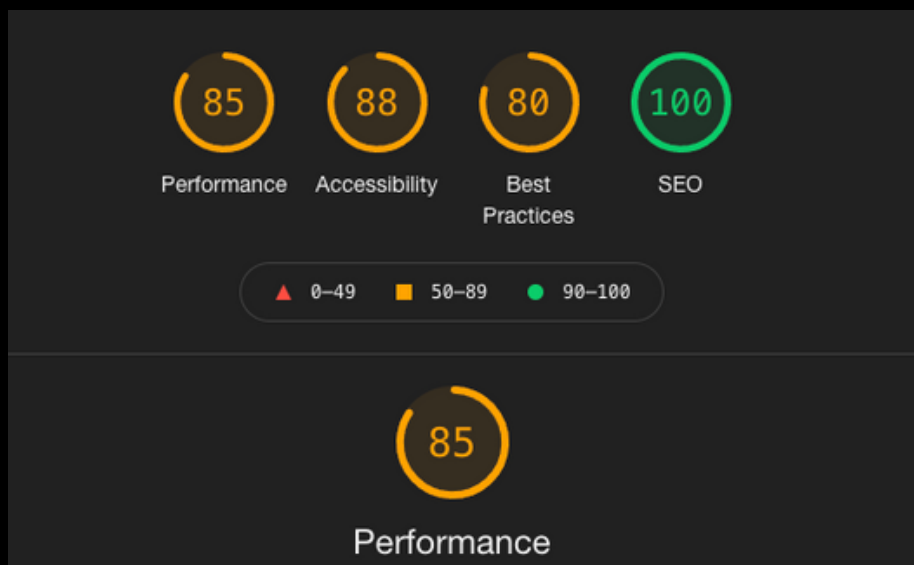 85 88 80 100
Performance Accessibility Best Practices SEO
0–49 50–89 90–100
85
Performance